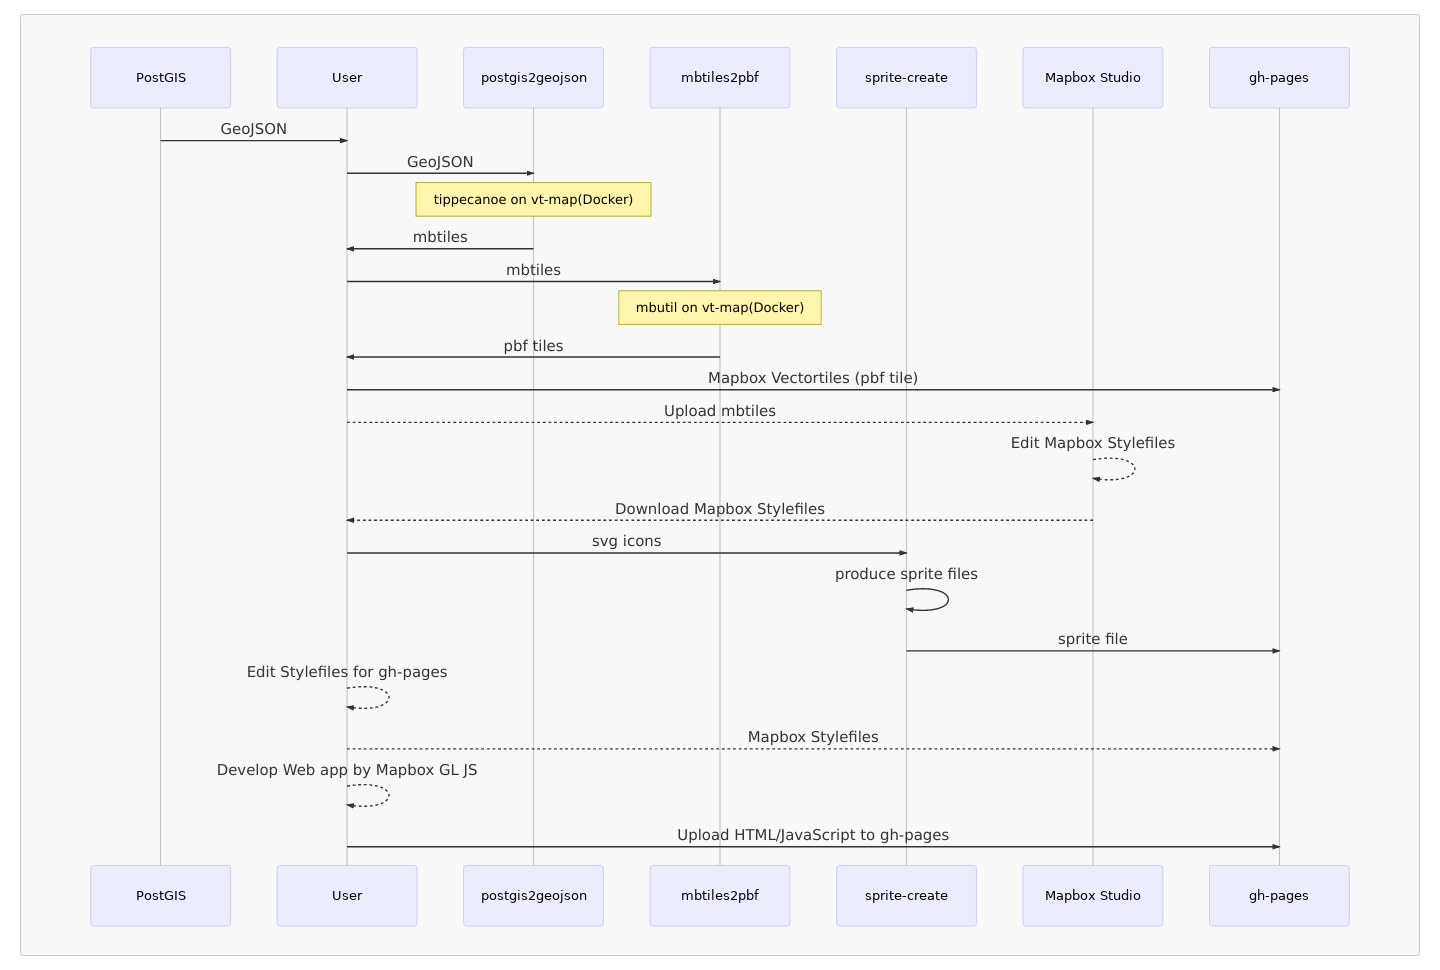 PostGIS
User
postgis2geojson
mbtiles2pbf
sprite-create
Mapbox Studio
gh-pages
GeoJSON
GeoJSON
tippecanoe on vt-map(Docker)
mbtiles
mbtiles
mbutil on vt-map(Docker)
pbf tiles
Mapbox Vectortiles (pbf tile)
Upload mbtiles
Edit Mapbox Stylefiles
Download Mapbox Stylefiles
svg icons
produce sprite files
sprite file
Edit Stylefiles for gh-pages
Mapbox Stylefiles
Develop Web app by Mapbox GL JS
Upload HTML/JavaScript to gh-pages
PostGIS
User
postgis2geojson
mbtiles2pbf
sprite-create
Mapbox Studio
gh-pages